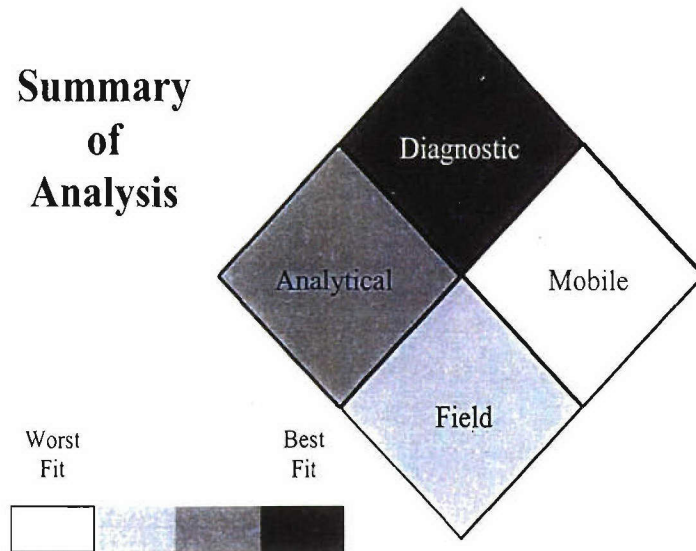 Summary
of
Analysis
Diagnostic
Analytical
Mobile
Field
Worst
Fit
Best
Fit